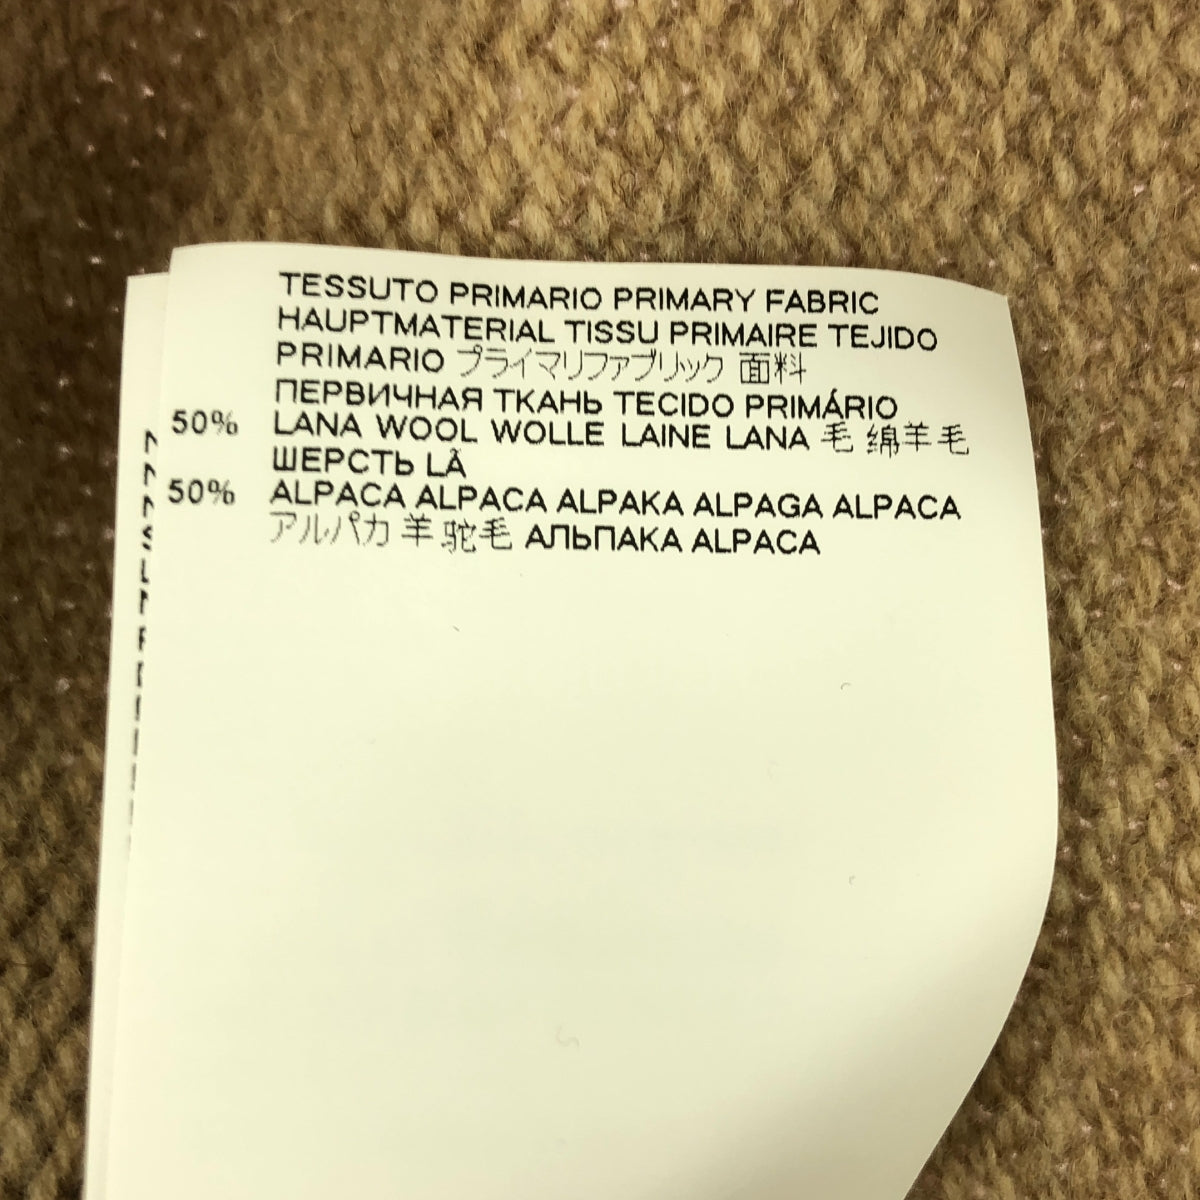 TESSUTO PRIMARIO PRIMARY FABRIC
HAUPTMATERIAL TISSU PRIMAIRE TEJIDO
PRIMARIO プライマリファブリック 面料
ПЕРВИЧНАЯ ТКАНЬ TECIDO PRIMÁRIO
50% LANA WOOL WOLLE LAINE LANA 毛 绵羊毛
ШЕРСТЬ LÃ
50% ALPACA ALPACA ALPAKA ALPAGA ALPACA
アルパカ 羊驼毛 АЛЬПАКА ALPACA